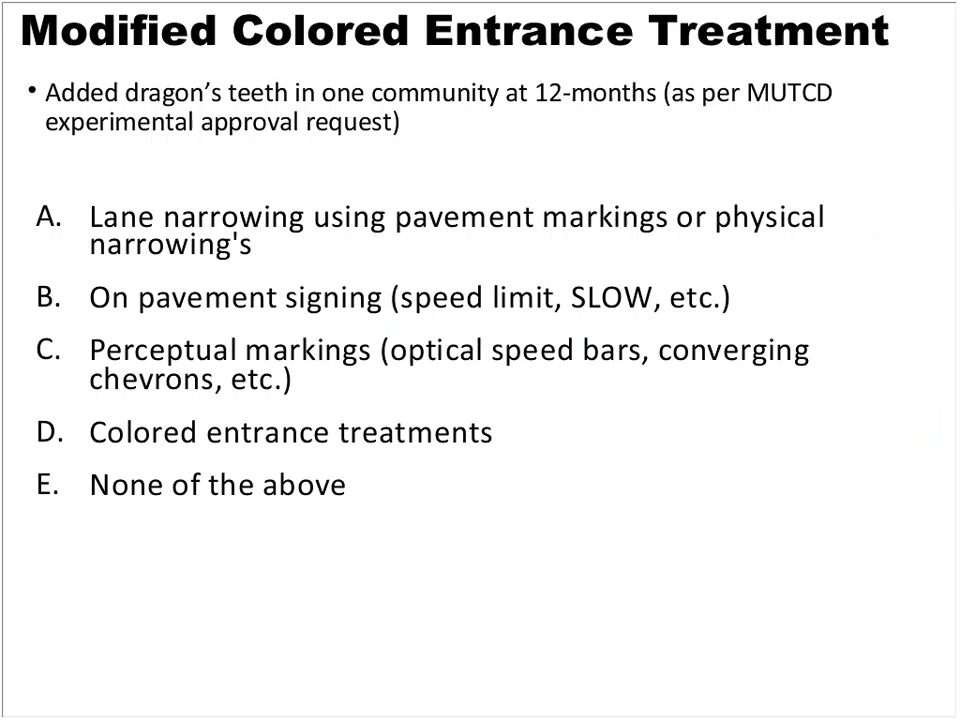 Modified Colored Entrance Treatment
• Added dragon’s teeth in one community at 12-months (as per MUTCD
experimental approval request)
A. Lane narrowing using pavement markings or physical
narrowing's
B. On pavement signing (speed limit, SLOW, etc.)
C. Perceptual markings (optical speed bars, converging
chevrons, etc.)
D. Colored entrance treatments
E. None of the above